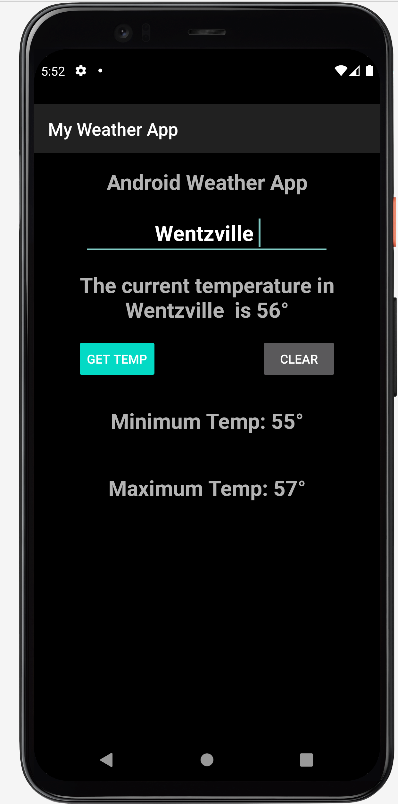 5:52
My Weather App
Android Weather App
Wentzville
The current temperature in
Wentzville  is 56°
GET TEMP
CLEAR
Minimum Temp: 55°
Maximum Temp: 57°